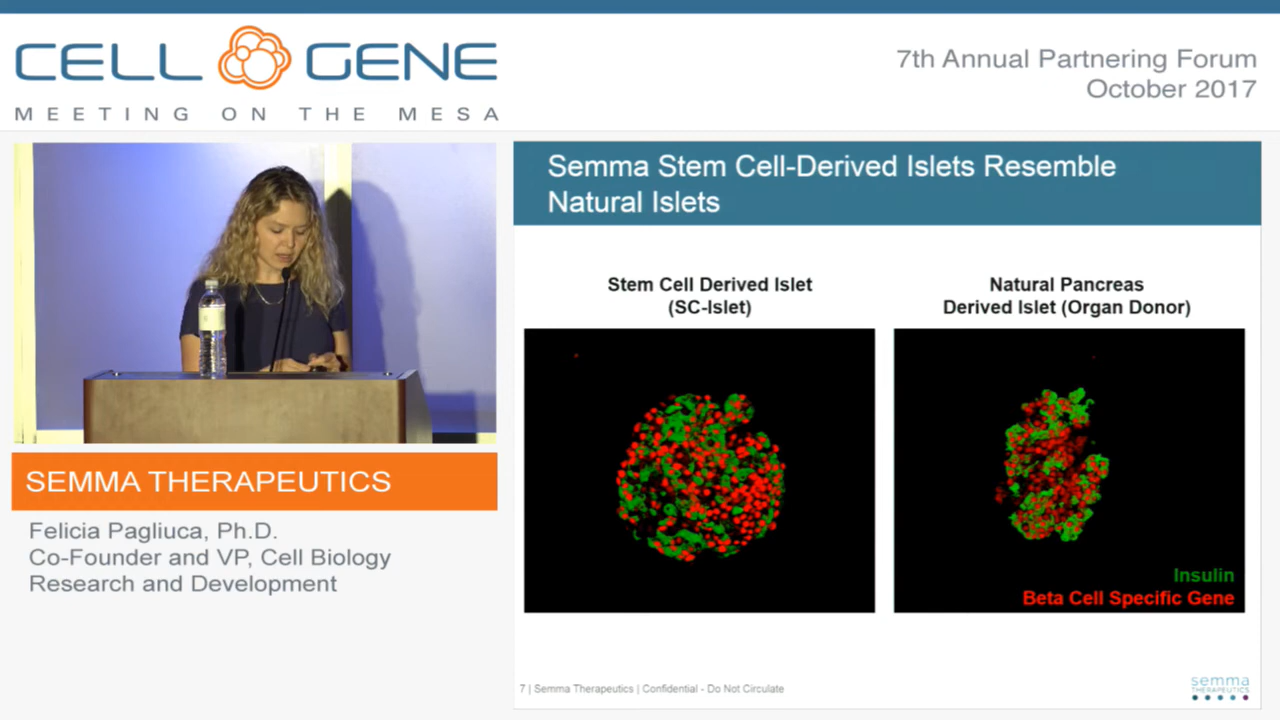 CELL GENE
MEETING ON THE MESA
7th Annual Partnering Forum
October 2017
SEMMA THERAPEUTICS
Felicia Pagliuca, Ph.D.
Co-Founder and VP, Cell Biology
Research and Development
Semma Stem Cell-Derived Islets Resemble
Natural Islets
Stem Cell Derived Islet
(SC-Islet)
Natural Pancreas
Derived Islet (Organ Donor)
Insulin
Beta Cell Specific Gene
7 | Semma Therapeutics | Confidential - Do Not Circulate
semma
THERAPEUTICS